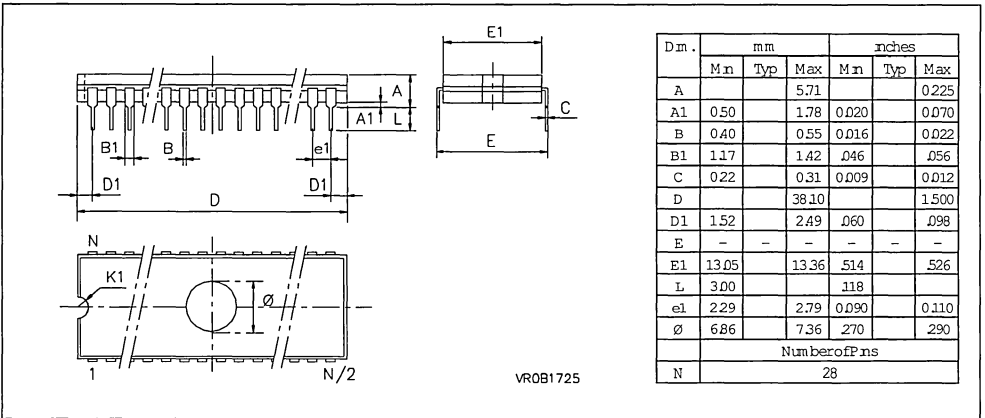 E1
A
A1
L
C
B1
B
e1
E
D1
D1
D
N
K1
Ø
1
N/2
VR0B1725
Dim. mm inches
Min Typ Max Min Typ Max
A 5.71 0.225
A1 0.50 1.78 0.020 0.070
B 0.40 0.55 0.016 0.022
B1 1.17 1.42 .046 .056
C 0.22 0.31 0.009 0.012
D 38.10 1.500
D1 1.52 2.49 .060 .098
E – – – – – –
E1 13.05 13.36 .514 .526
L 3.00 .118
e1 2.29 2.79 0.090 0.110
Ø 6.86 7.36 .270 .290
Number of Pins
N 28